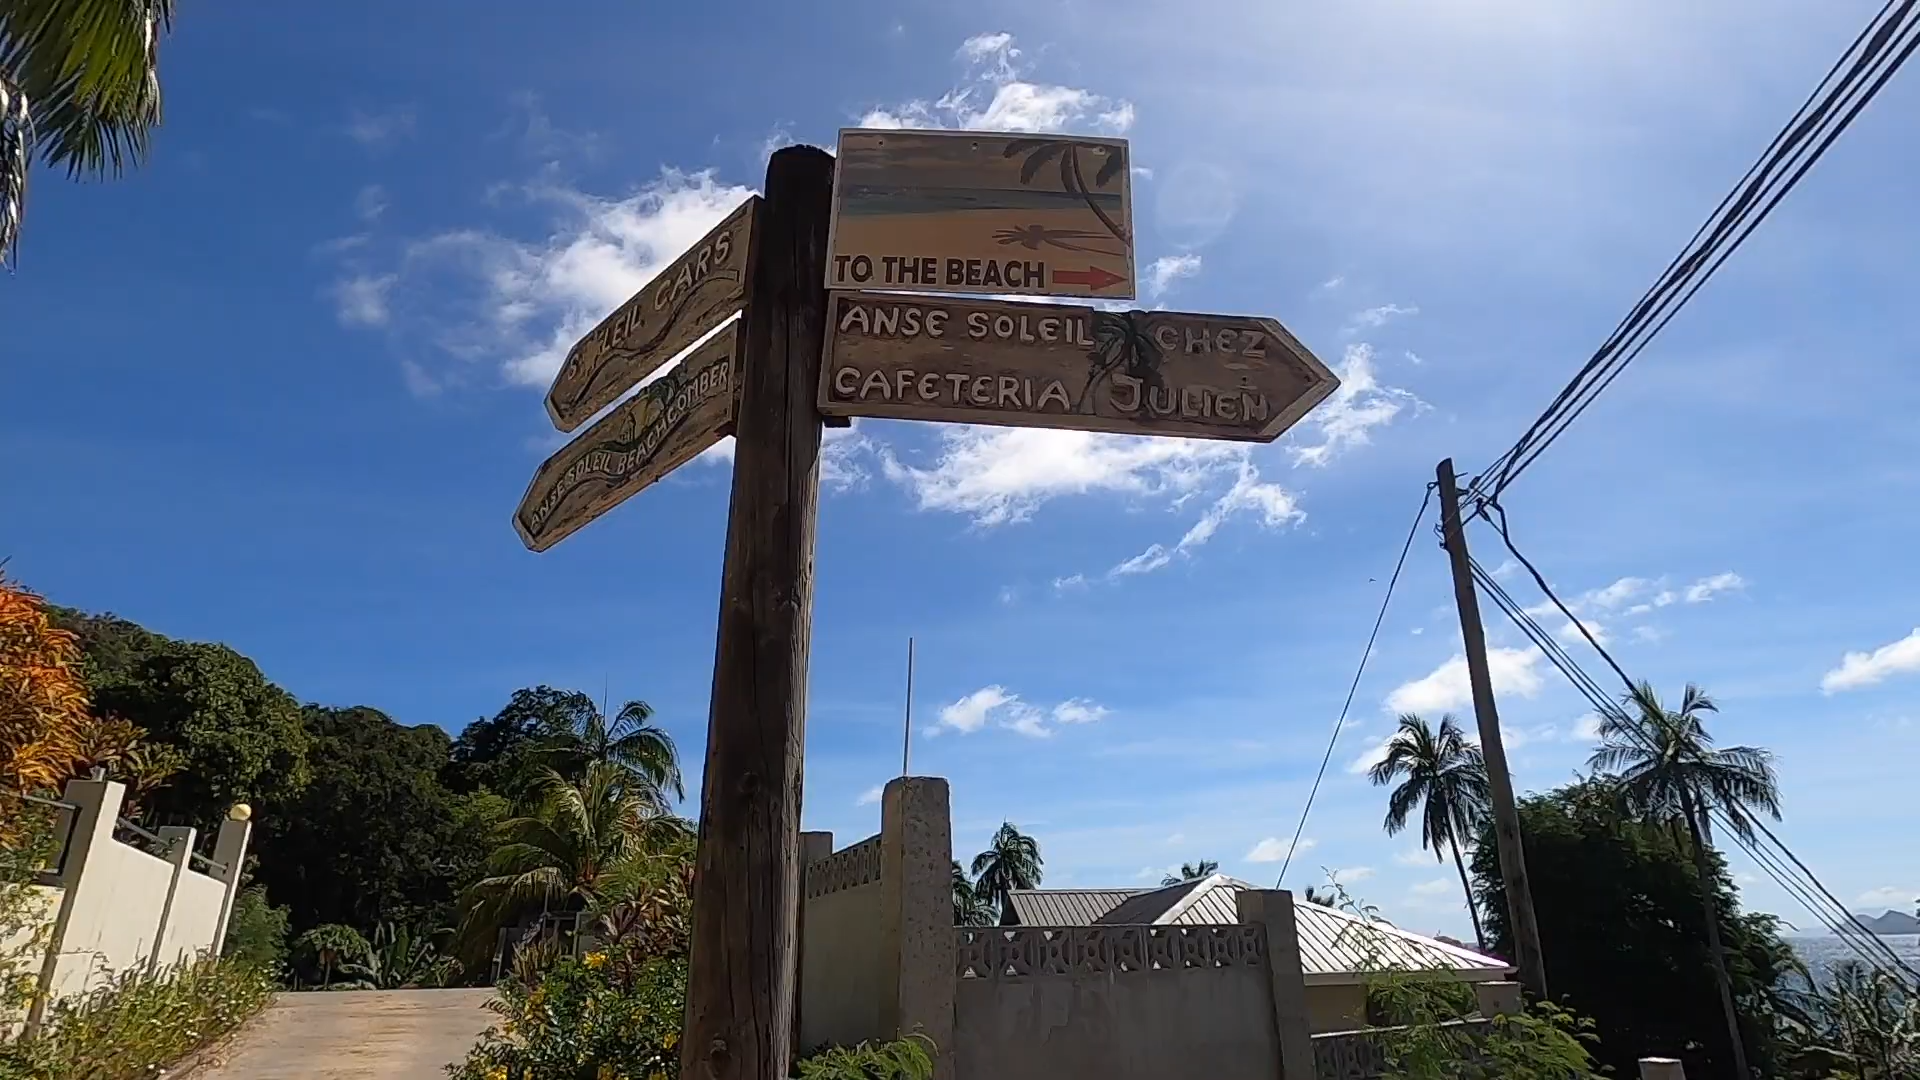 CARS
ANSE SOLEIL BEACHCOMBER
TO THE BEACH
ANSE SOLEIL CHEZ
CAFETERIA JULIEN